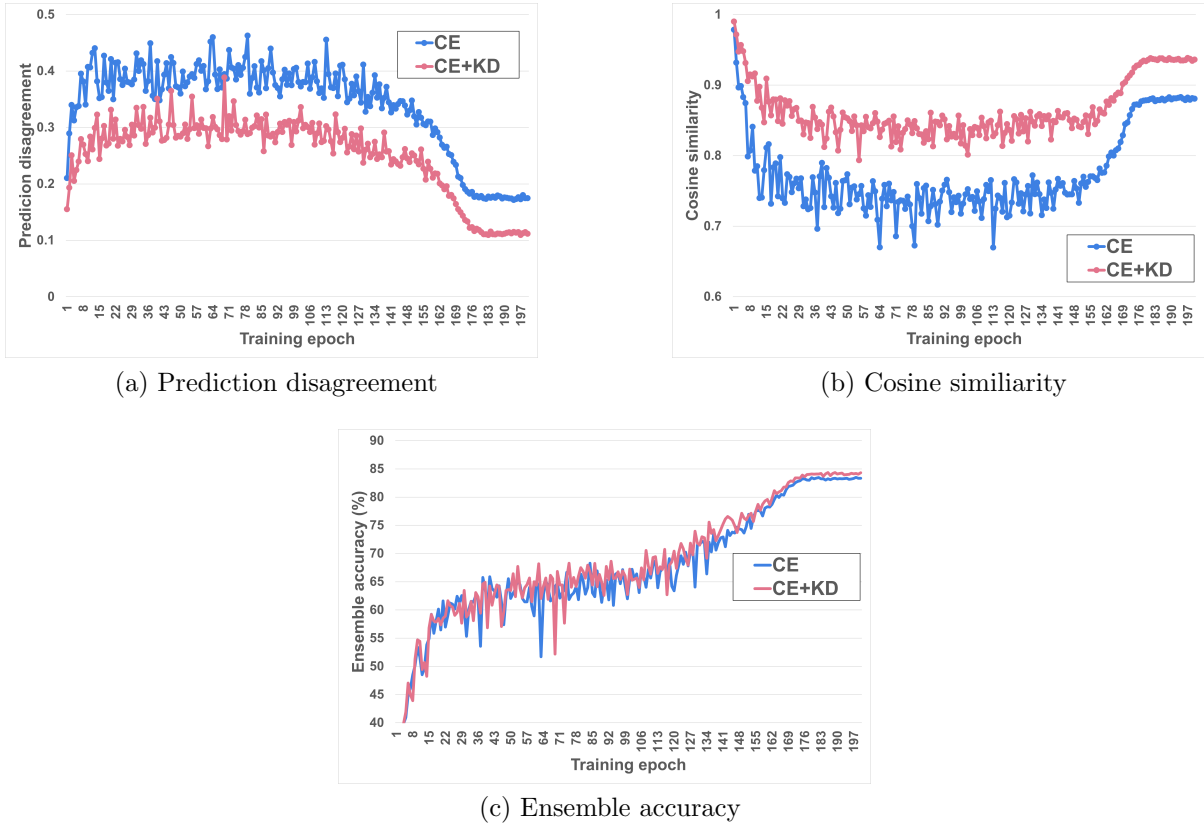 0.5
0.4
0.3
0.2
0.1
0
Predicion disagreement
CE
CE+KD
1 8 15 22 29 36 43 50 57 64 71 78 85 92 99 106 113 120 127 134 141 148 155 162 169 176 183 190 197
Training epoch
(a) Prediction disagreement
1
0.9
0.8
0.7
0.6
Cosine similarity
CE
CE+KD
1 8 15 22 29 36 43 50 57 64 71 78 85 92 99 106 113 120 127 134 141 148 155 162 169 176 183 190 197
Training epoch
(b) Cosine similiarity
90
85
80
75
70
65
60
55
50
45
40
Ensemble accuracy (%)
CE
CE+KD
1 8 15 22 29 36 43 50 57 64 71 78 85 92 99 106 113 120 127 134 141 148 155 162 169 176 183 190 197
Training epoch
(c) Ensemble accuracy